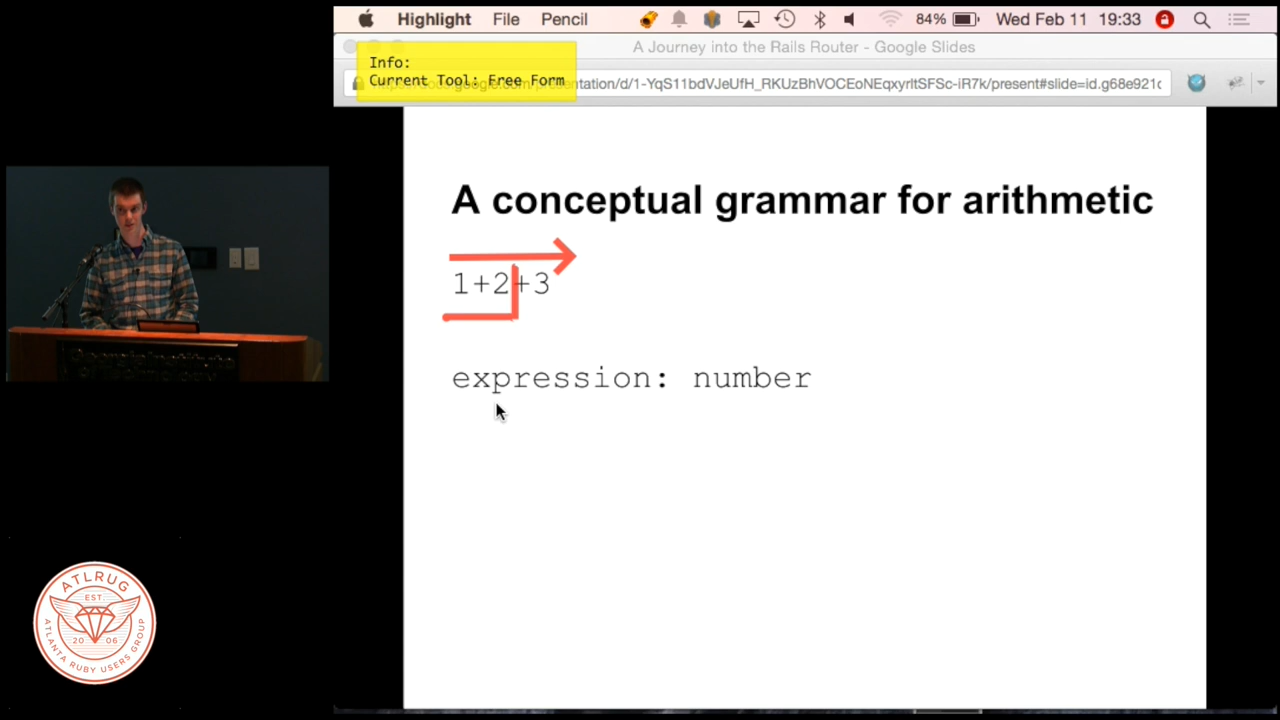 Highlight File Pencil 84% Wed Feb 11 19:33
A Journey into the Rails Router - Google Slides
Info:
Current Tool: Free Form
A conceptual grammar for arithmetic
1+2+3
expression: number
ATLRUG
EST.
20 06
ATLANTA RUBY USERS GROUP